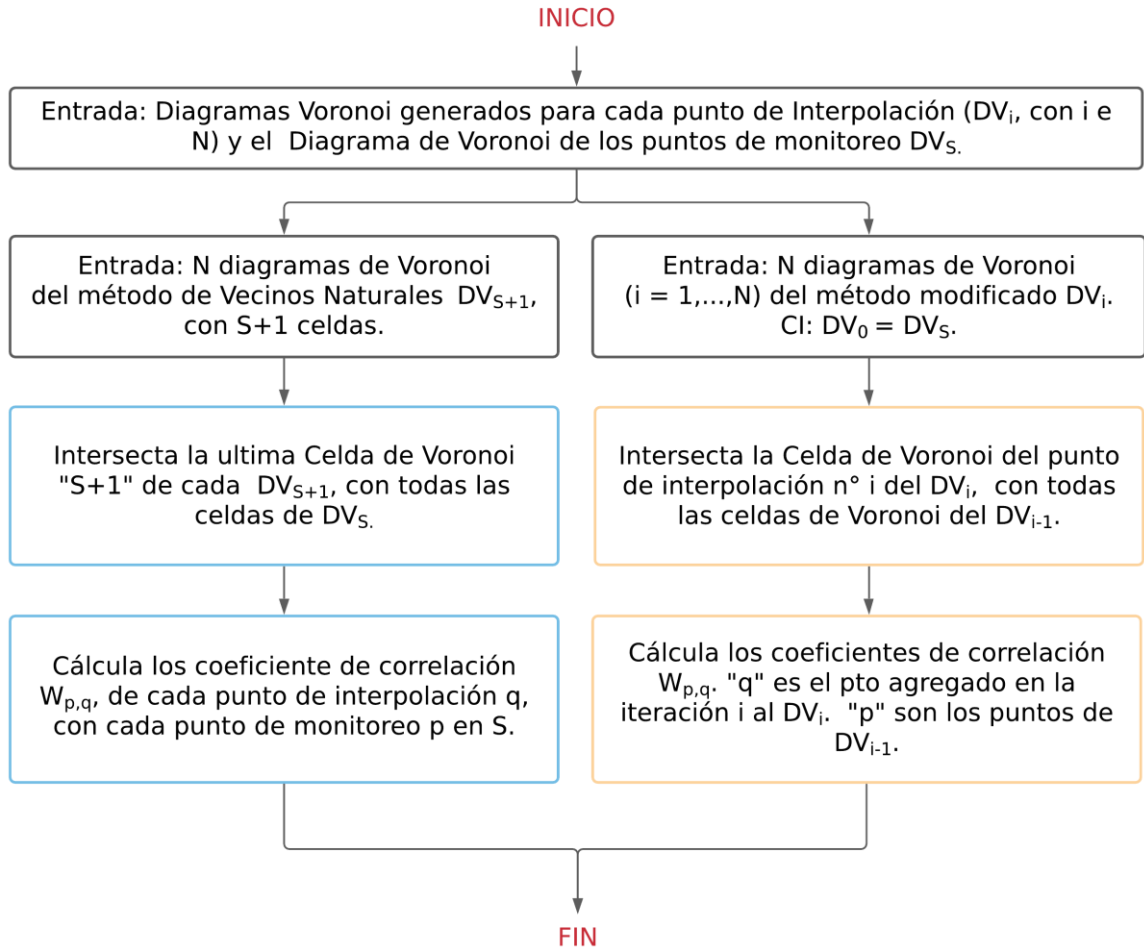 INICIO
Entrada: Diagramas Voronoi generados para cada punto de Interpolación (DVi, con i e
N) y el  Diagrama de Voronoi de los puntos de monitoreo DVS.
Entrada: N diagramas de Voronoi
del método de Vecinos Naturales  DVS+1,
con S+1 celdas.
Entrada: N diagramas de Voronoi
(i = 1,...,N) del método modificado DVi.
CI: DV0 = DVS.
Intersecta la ultima Celda de Voronoi
"S+1" de cada  DVS+1, con todas las
celdas de DVS.
Intersecta la Celda de Voronoi del punto
de interpolación n° i del DVi,  con todas
las celdas de Voronoi del DVi-1.
Cálcula los coeficiente de correlación
Wp,q, de cada punto de interpolación q,
con cada punto de monitoreo p en S.
Cálcula los coeficientes de correlación
Wp,q. "q" es el pto agregado en la
iteración i al DVi.  "p" son los puntos de
DVi-1.
FIN